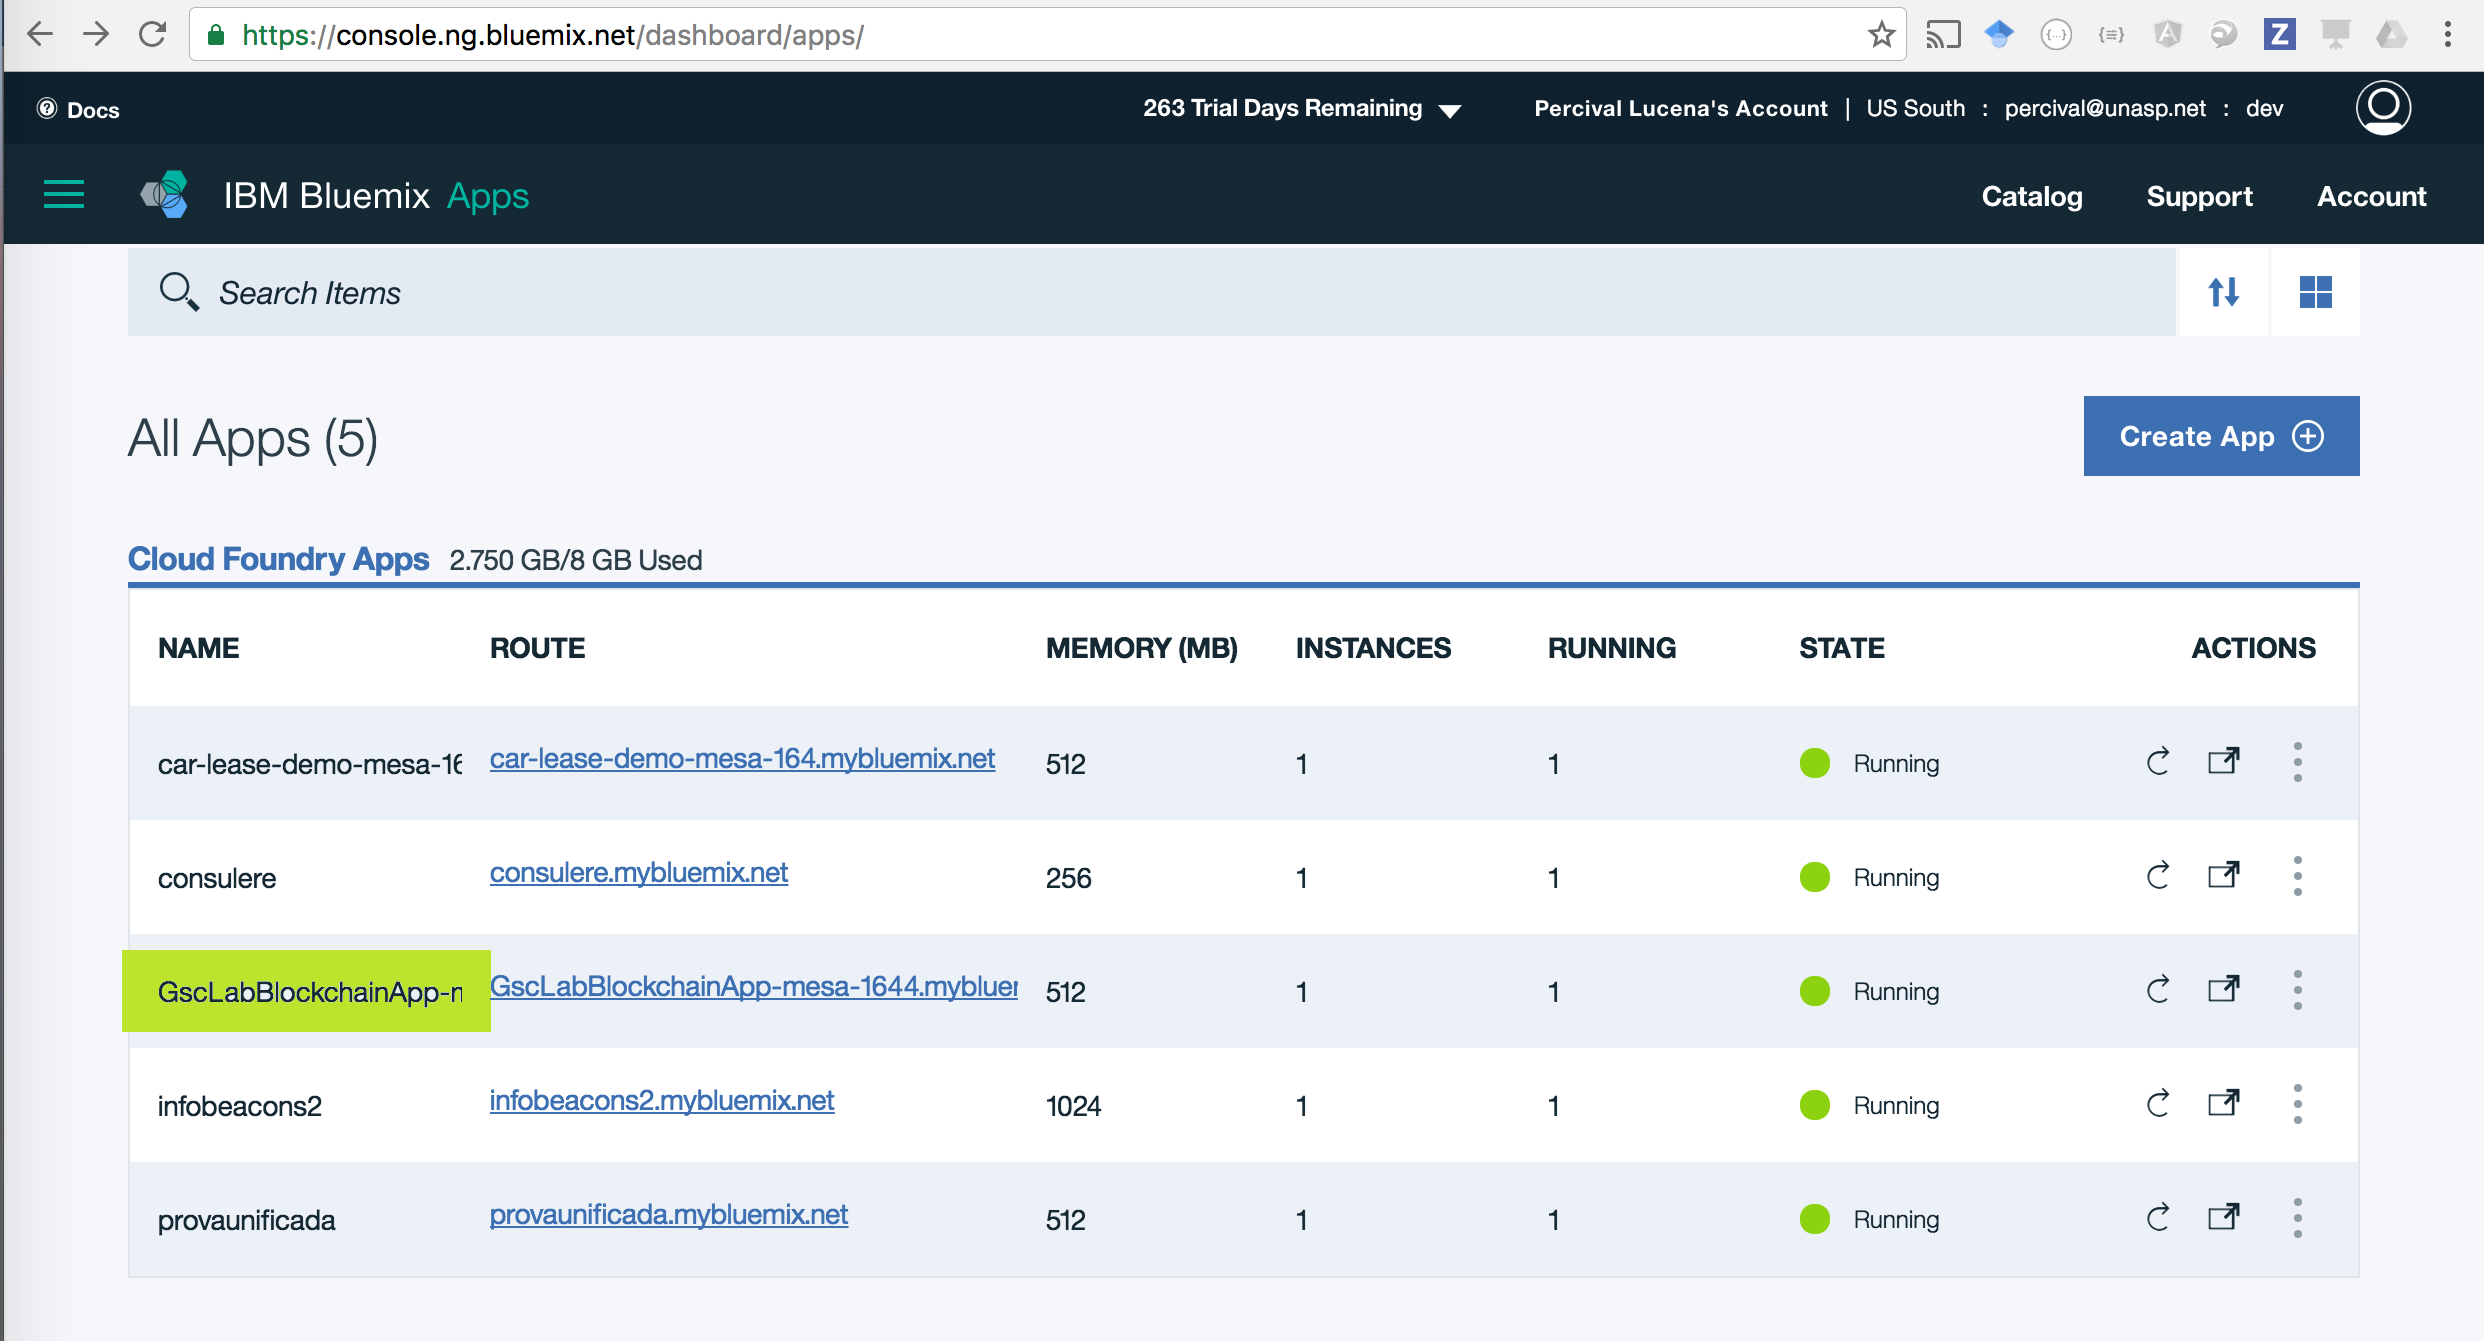 https://console.ng.bluemix.net/dashboard/apps/
Docs
263 Trial Days Remaining
Percival Lucena's Account | US South : percival@unasp.net : dev
IBM Bluemix Apps
Catalog Support Account
Search Items
All Apps (5)
Create App
Cloud Foundry Apps 2.750 GB/8 GB Used
NAME ROUTE MEMORY (MB) INSTANCES RUNNING STATE ACTIONS
car-lease-demo-mesa-16 car-lease-demo-mesa-164.mybluemix.net 512 1 1 Running
consulere consulere.mybluemix.net 256 1 1 Running
GscLabBlockchainApp-m GscLabBlockchainApp-mesa-1644.mybluem 512 1 1 Running
infobeacons2 infobeacons2.mybluemix.net 1024 1 1 Running
provaunificada provaunificada.mybluemix.net 512 1 1 Running